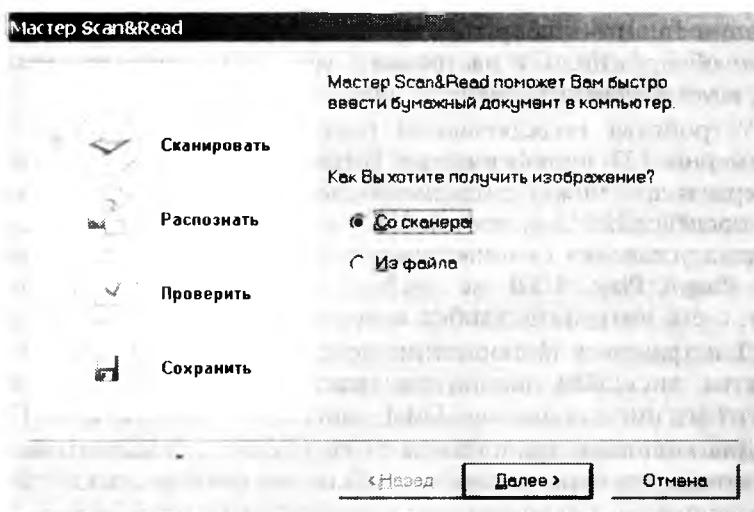 Мастер Scan&Read
Мастер Scan&Read поможет Вам быстро
ввести бумажный документ в компьютер.
Сканировать
Как Вы хотите получить изображение?
Распознать
Со сканера
Из файла
Проверить
Сохранить
<Назад
Далее >
Отмена